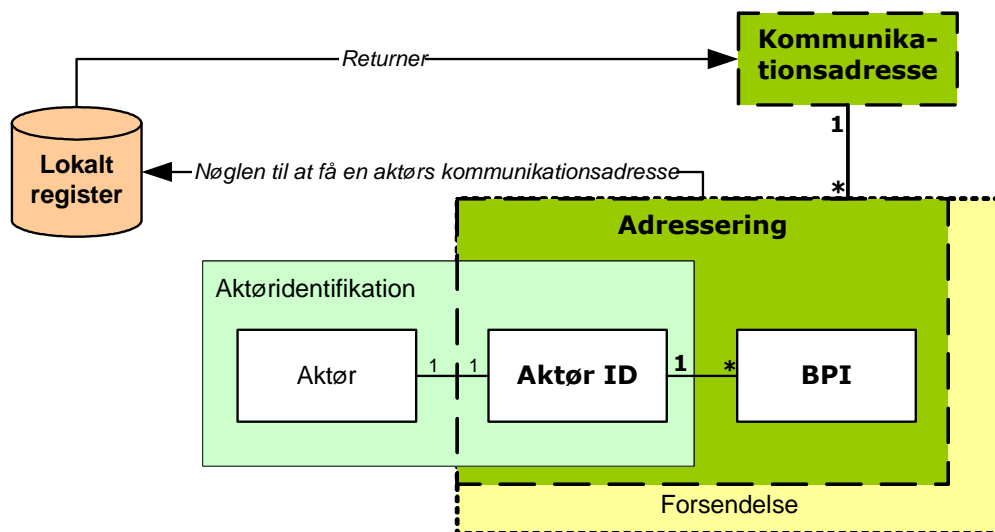 Kommunika-
tionsadresse
Returner
1
Lokalt
register
Nøglen til at få en aktørs kommunikationsadresse
*
Adressering
Aktøridentifikation
Aktør
1
1
Aktør ID
1
*
BPI
Forsendelse